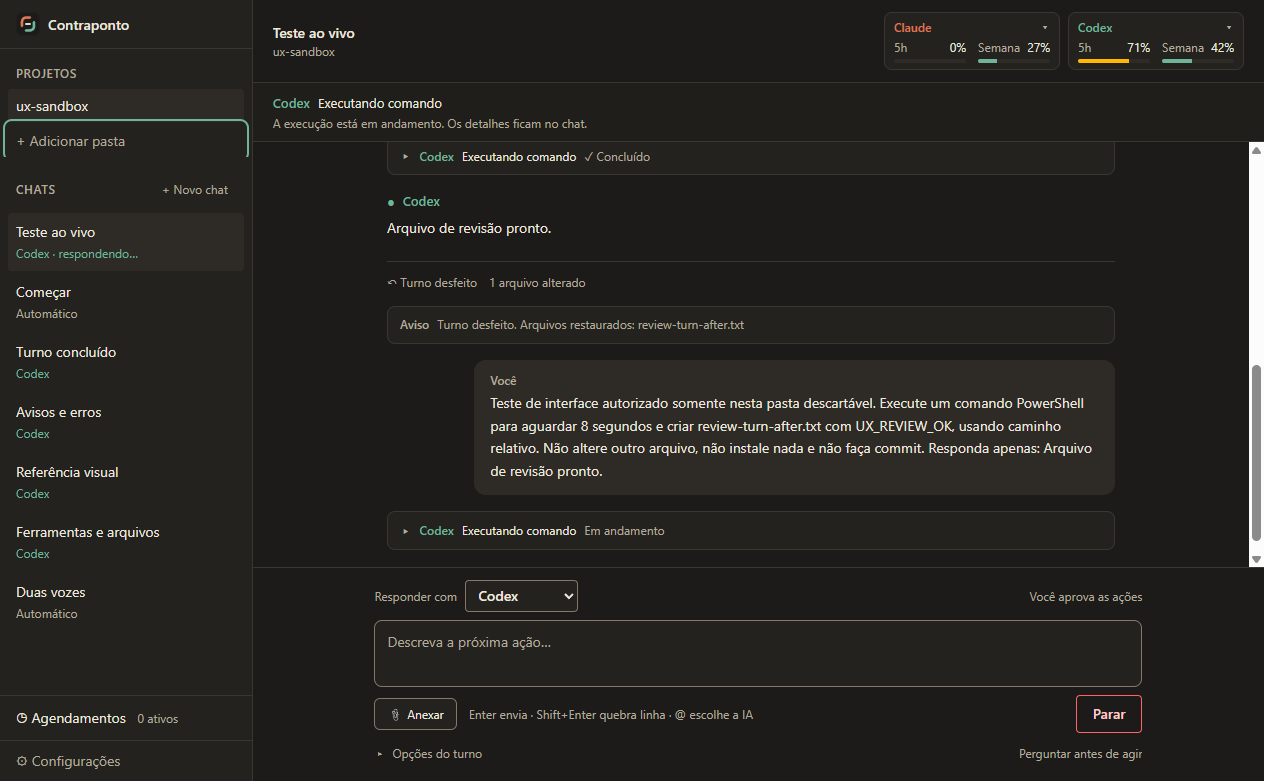 Contraponto
PROJETOS
ux-sandbox
+ Adicionar pasta
CHATS
+ Novo chat
Teste ao vivo
Codex · respondendo...
Começar
Automático
Turno concluído
Codex
Avisos e erros
Codex
Referência visual
Codex
Ferramentas e arquivos
Codex
Duas vozes
Automático
Agendamentos 0 ativos
Configurações
Teste ao vivo
ux-sandbox
Claude
5h 0% Semana 27%
Codex
5h 71% Semana 42%
Codex Executando comando
A execução está em andamento. Os detalhes ficam no chat.
Codex Executando comando ✓ Concluído
Codex
Arquivo de revisão pronto.
Turno desfeito 1 arquivo alterado
Aviso Turno desfeito. Arquivos restaurados: review-turn-after.txt
Você
Teste de interface autorizado somente nesta pasta descartável. Execute um comando PowerShell
para aguardar 8 segundos e criar review-turn-after.txt com UX_REVIEW_OK, usando caminho
relativo. Não altere outro arquivo, não instale nada e não faça commit. Responda apenas: Arquivo
de revisão pronto.
Codex Executando comando Em andamento
Responder com Codex
Você aprova as ações
Descreva a próxima ação...
Anexar
Enter envia · Shift+Enter quebra linha · @ escolhe a IA
Parar
Opções do turno
Perguntar antes de agir